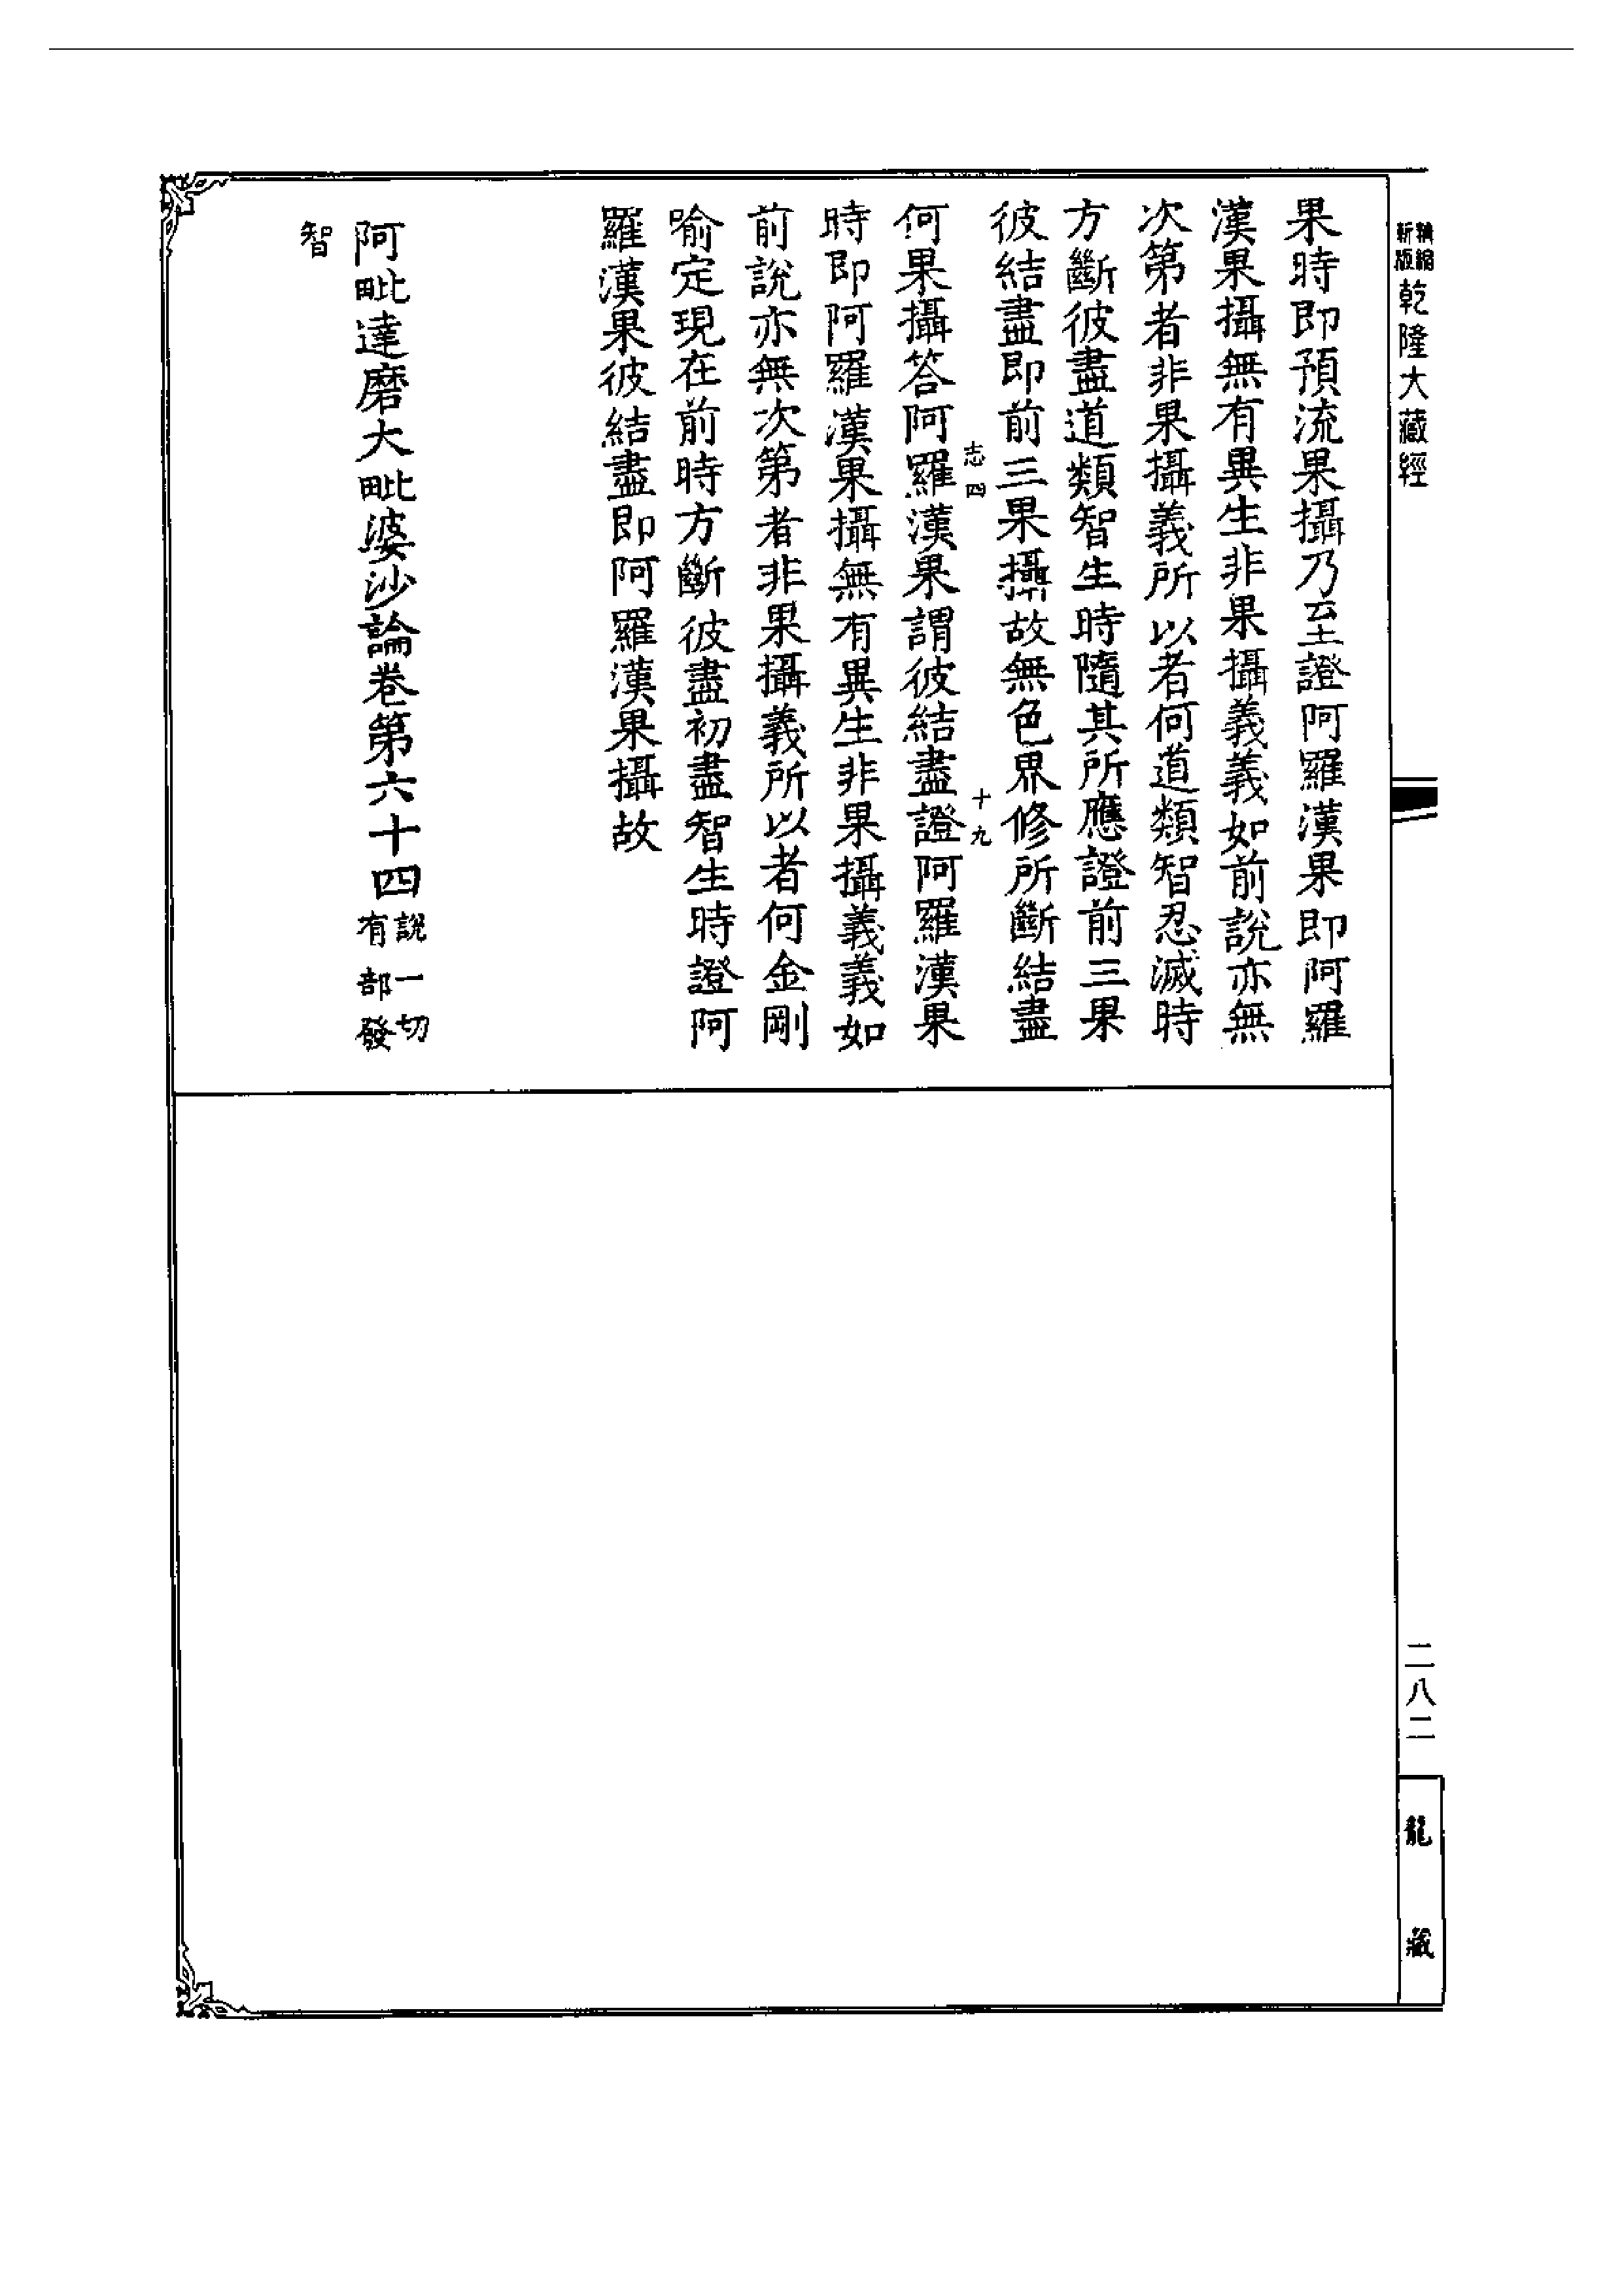 精縮新版乾隆大藏經
果時即預流果攝乃至證阿羅漢果即阿羅
漢果攝無有異生非果攝義義如前說亦無
次第者非果攝義所以者何道類智忍滅時
方斷彼盡道類智生時隨其所應證前三果
彼結盡即前三果攝故無色界修所斷結盡
志四 十九
何果攝答阿羅漢果謂彼結盡證阿羅漢果
時即阿羅漢果攝無有異生非果攝義義如
前說亦無次第者非果攝義所以者何金剛
喻定現在前時方斷彼盡初盡智生時證阿
羅漢果彼結盡即阿羅漢果攝故
阿毗達磨大毗婆沙論卷第六十四 說一切有部發
智
二八二
龍藏